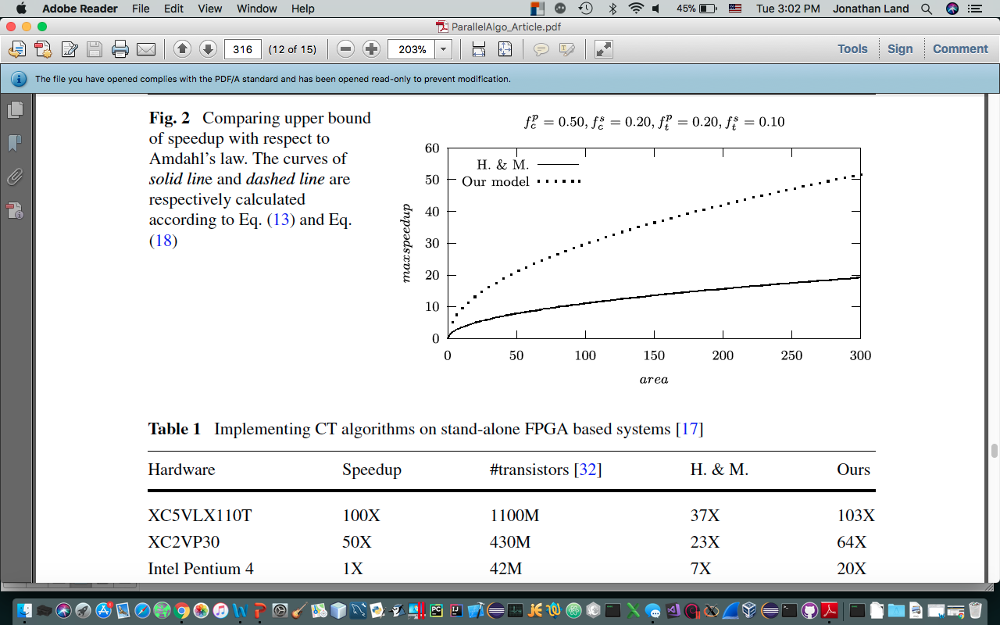 Adobe Reader File Edit View Window Help 45% Tue 3:02 PM Jonathan Land
ParallelAlgo_Article.pdf
316 (12 of 15) 203% Tools Sign Comment
The file you have opened complies with the PDF/A standard and has been opened read-only to prevent modification.
Fig. 2 Comparing upper bound
of speedup with respect to
Amdahl's law. The curves of
solid line and dashed line are
respectively calculated
according to Eq. (13) and Eq.
(18)
f_c^p = 0.50, f_c^s = 0.20, f_t^p = 0.20, f_t^s = 0.10
60
50
40
30
20
10
0
maxspeedup
H. & M.
Our model
0 50 100 150 200 250 300
area
Table 1 Implementing CT algorithms on stand-alone FPGA based systems [17]
Hardware Speedup #transistors [32] H. & M. Ours
XC5VLX110T 100X 1100M 37X 103X
XC2VP30 50X 430M 23X 64X
Intel Pentium 4 1X 42M 7X 20X